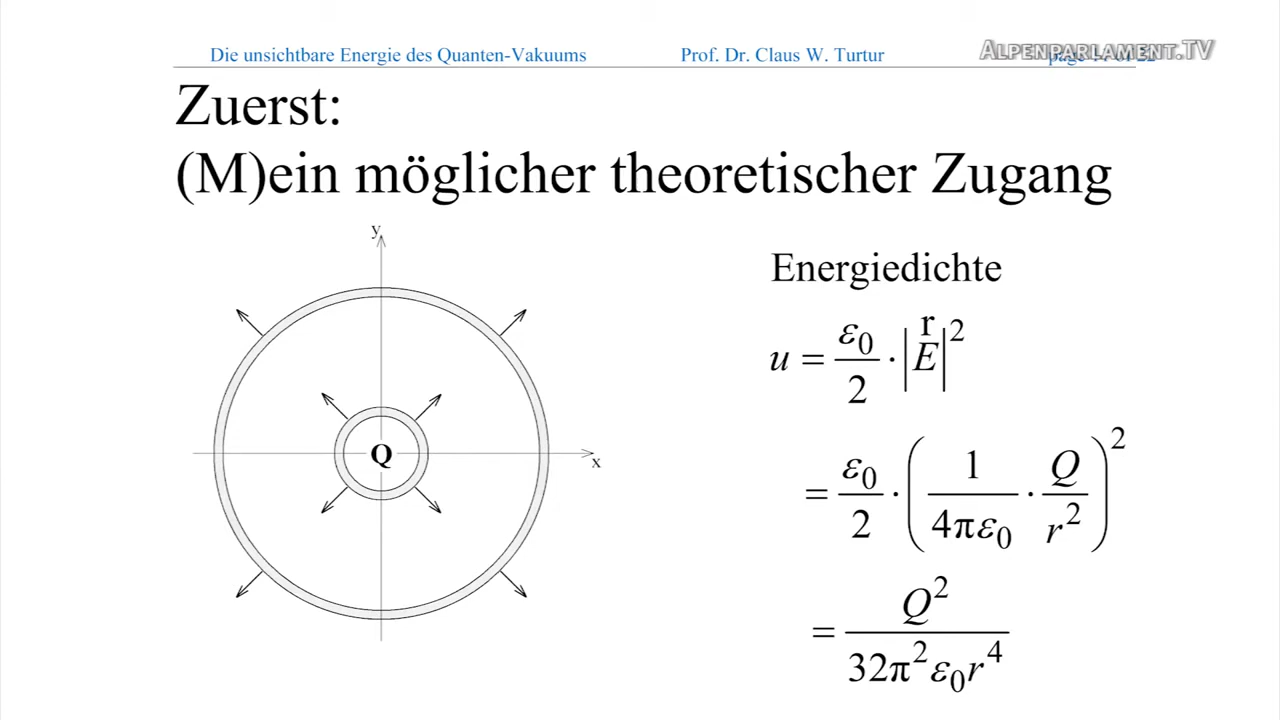 Die unsichtbare Energie des Quanten-Vakuums Prof. Dr. Claus W. Turtur
ALPENPARLAMENT.TV
Zuerst:
(M)ein möglicher theoretischer Zugang
y
x
Q
Energiedichte
u = ε₀/2 · |E|² (r above E)
= ε₀/2 · (1/4πε₀ · Q/r²)²
= Q²/32π²ε₀r⁴